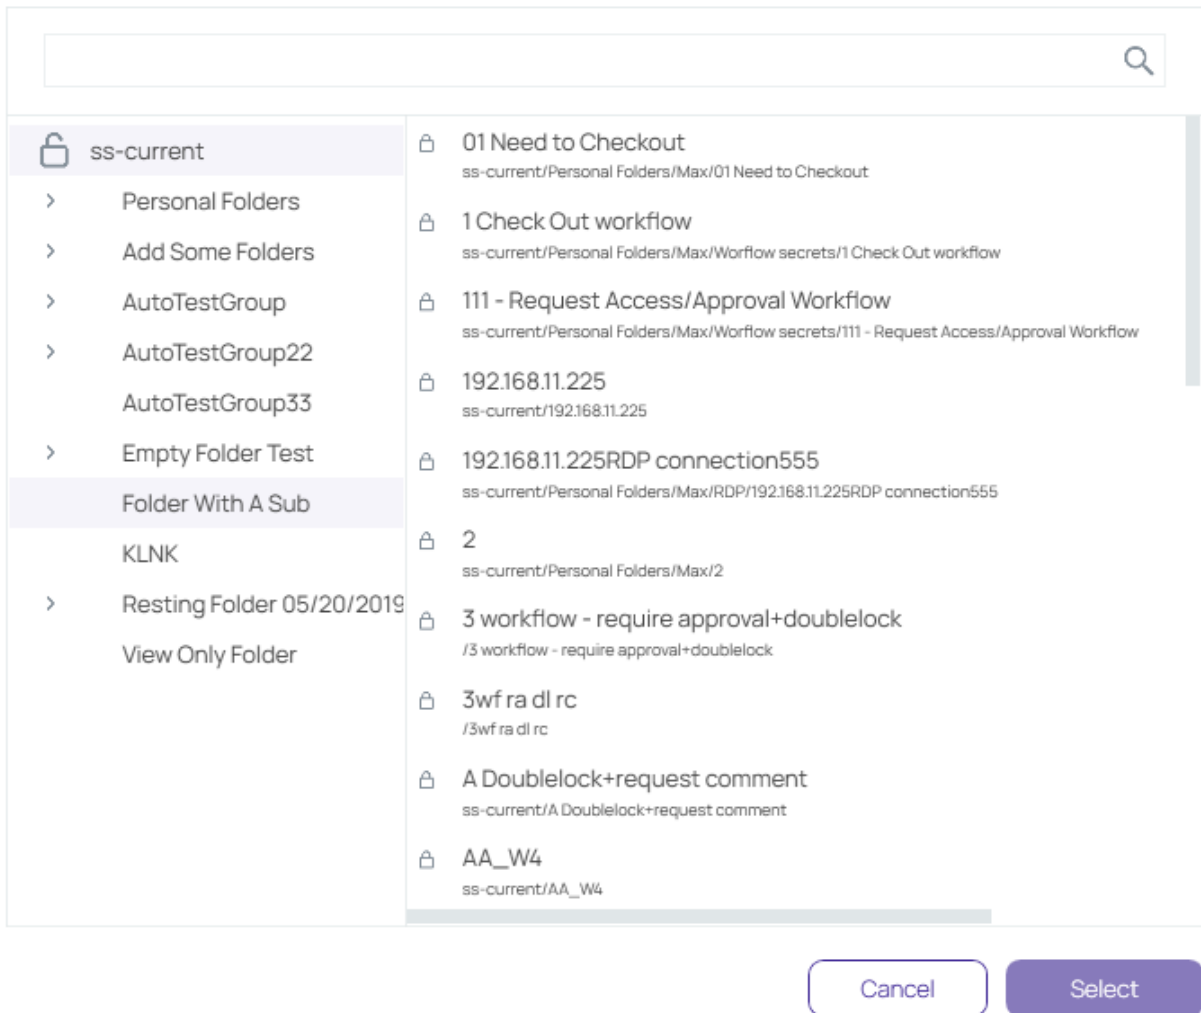 ss-current
Personal Folders
Add Some Folders
AutoTestGroup
AutoTestGroup22
AutoTestGroup33
Empty Folder Test
Folder With A Sub
KLNK
Resting Folder 05/20/2019
View Only Folder
01 Need to Checkout
ss-current/Personal Folders/Max/01 Need to Checkout
1 Check Out workflow
ss-current/Personal Folders/Max/Worflow secrets/1 Check Out workflow
111 - Request Access/Approval Workflow
ss-current/Personal Folders/Max/Worflow secrets/111 - Request Access/Approval Workflow
192.168.11.225
ss-current/192.168.11.225
192.168.11.225RDP connection555
ss-current/Personal Folders/Max/RDP/192.168.11.225RDP connection555
2
ss-current/Personal Folders/Max/2
3 workflow - require approval+doublelock
/3 workflow - require approval+doublelock
3wf ra dl rc
/3wf ra dl rc
A Doublelock+request comment
ss-current/A Doublelock+request comment
AA_W4
ss-current/AA_W4
Cancel
Select